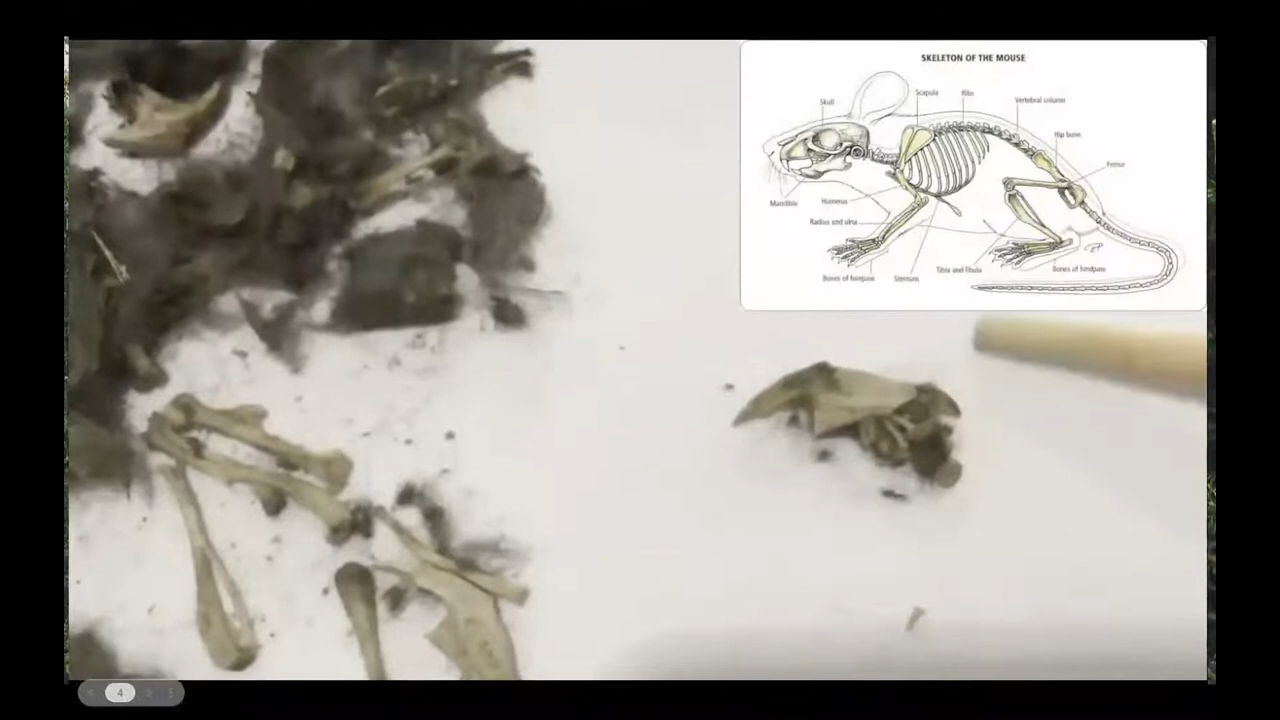 SKELETON OF THE MOUSE
Scapula
Rib
Skull
Vertebral column
Hip bone
Femur
Mandible
Humerus
Radius and ulna
Bones of forepaw
Sternum
Tibia and fibula
Bones of hindpaw
4